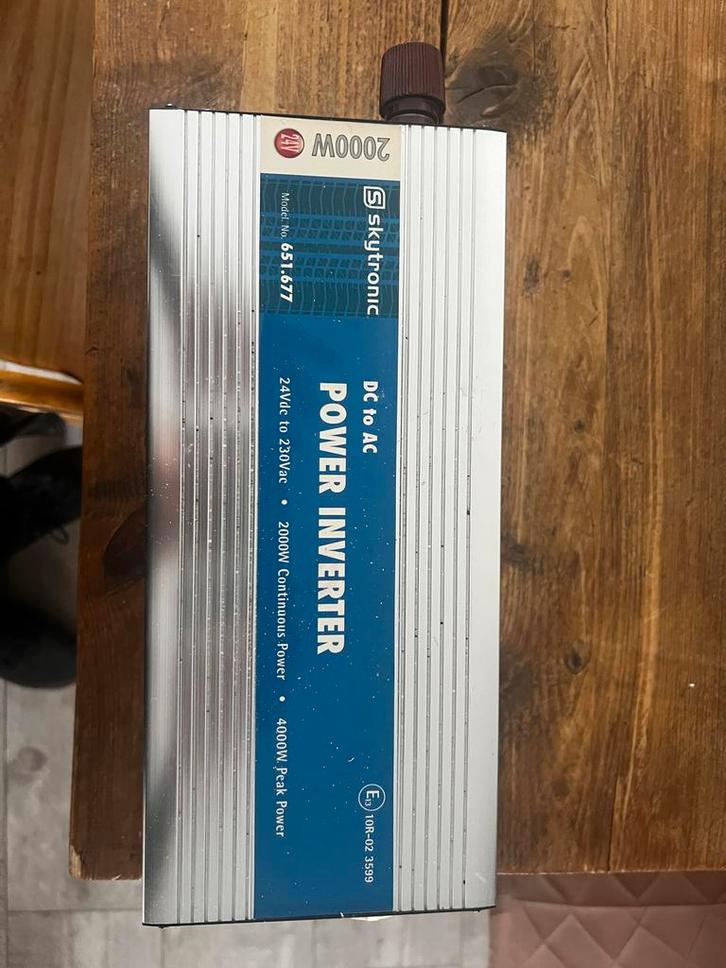 2000W
24V
skytronic
Model. No. 651.677
DC to AC
POWER INVERTER
24Vdc to 230Vac • 2000W Continuous Power • 4000W Peak Power
E13 10R-02 3599